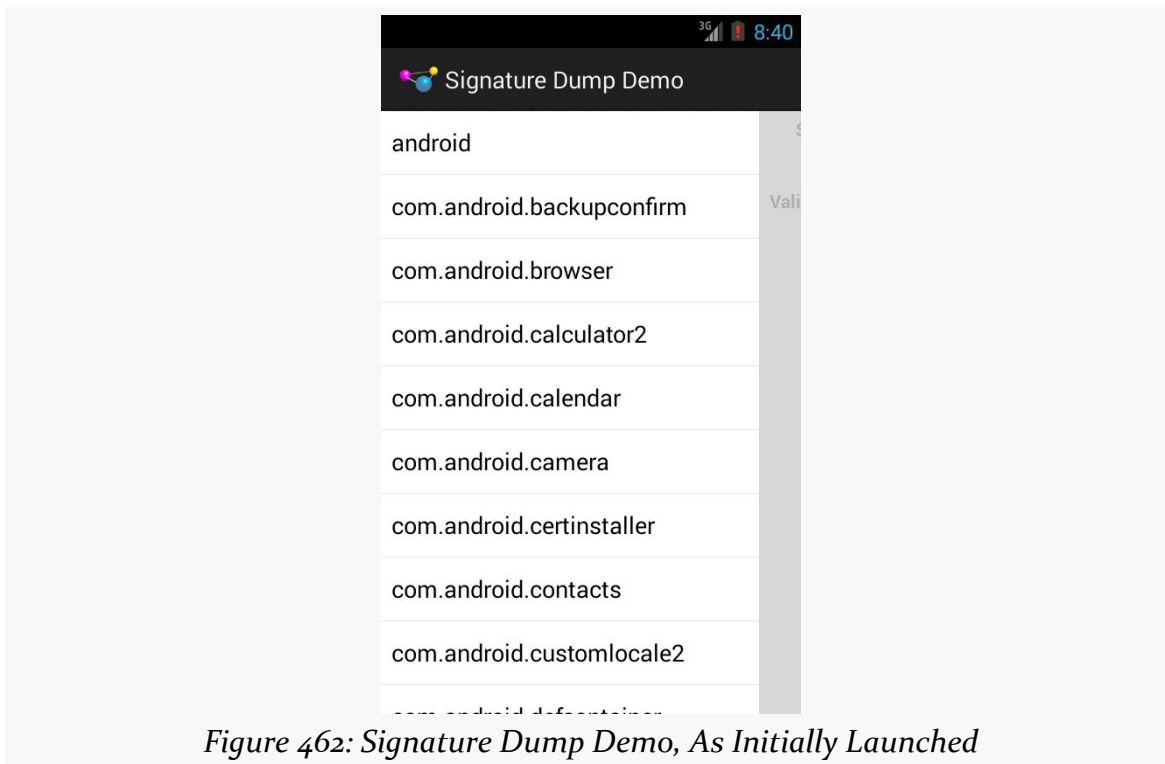 3G 8:40
Signature Dump Demo
android
com.android.backupconfirm
Vali
com.android.browser
com.android.calculator2
com.android.calendar
com.android.camera
com.android.certinstaller
com.android.contacts
com.android.customlocale2
Figure 462: Signature Dump Demo, As Initially Launched